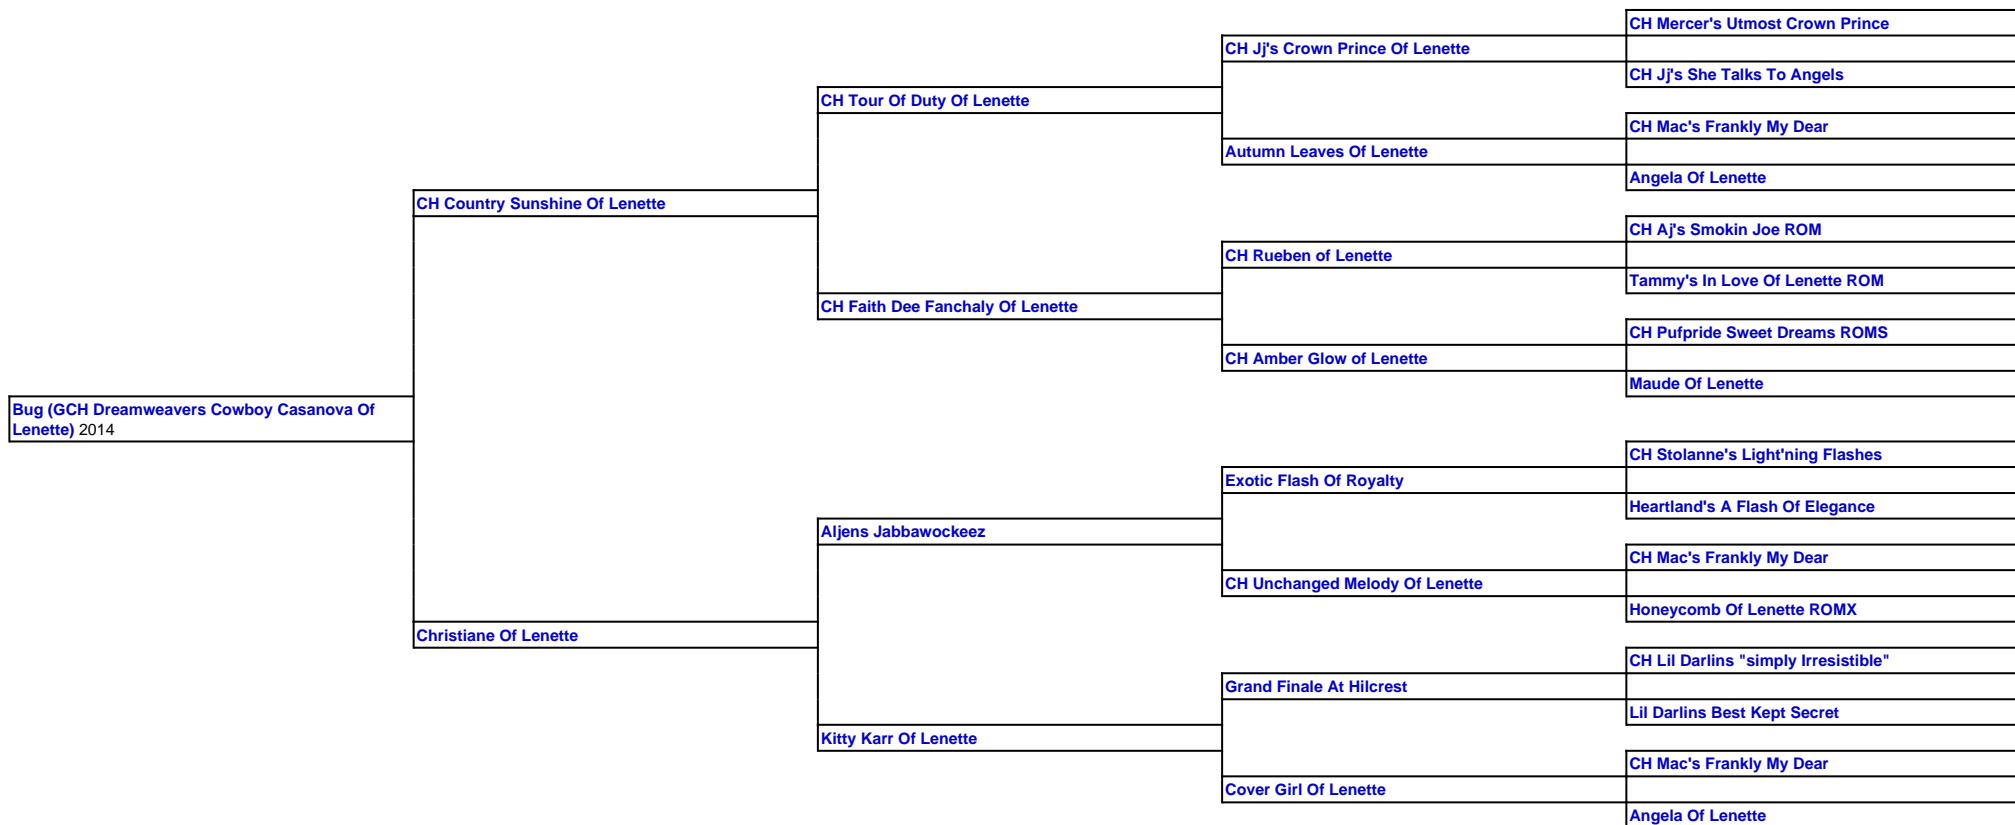 CH Mercer's Utmost Crown Prince
CH Jj's Crown Prince Of Lenette
CH Jj's She Talks To Angels
CH Tour Of Duty Of Lenette
CH Mac's Frankly My Dear
Autumn Leaves Of Lenette
Angela Of Lenette
CH Country Sunshine Of Lenette
CH Aj's Smokin Joe ROM
CH Rueben of Lenette
Tammy's In Love Of Lenette ROM
CH Faith Dee Fanchaly Of Lenette
CH Pufpride Sweet Dreams ROMS
CH Amber Glow of Lenette
Maude Of Lenette
Bug (GCH Dreamweavers Cowboy Casanova Of
Lenette) 2014
CH Stolanne's Light'ning Flashes
Exotic Flash Of Royalty
Heartland's A Flash Of Elegance
Aljens Jabbawockeez
CH Mac's Frankly My Dear
CH Unchanged Melody Of Lenette
Honeycomb Of Lenette ROMX
Christiane Of Lenette
CH Lil Darlins "simply Irresistible"
Grand Finale At Hilcrest
Lil Darlins Best Kept Secret
Kitty Karr Of Lenette
CH Mac's Frankly My Dear
Cover Girl Of Lenette
Angela Of Lenette